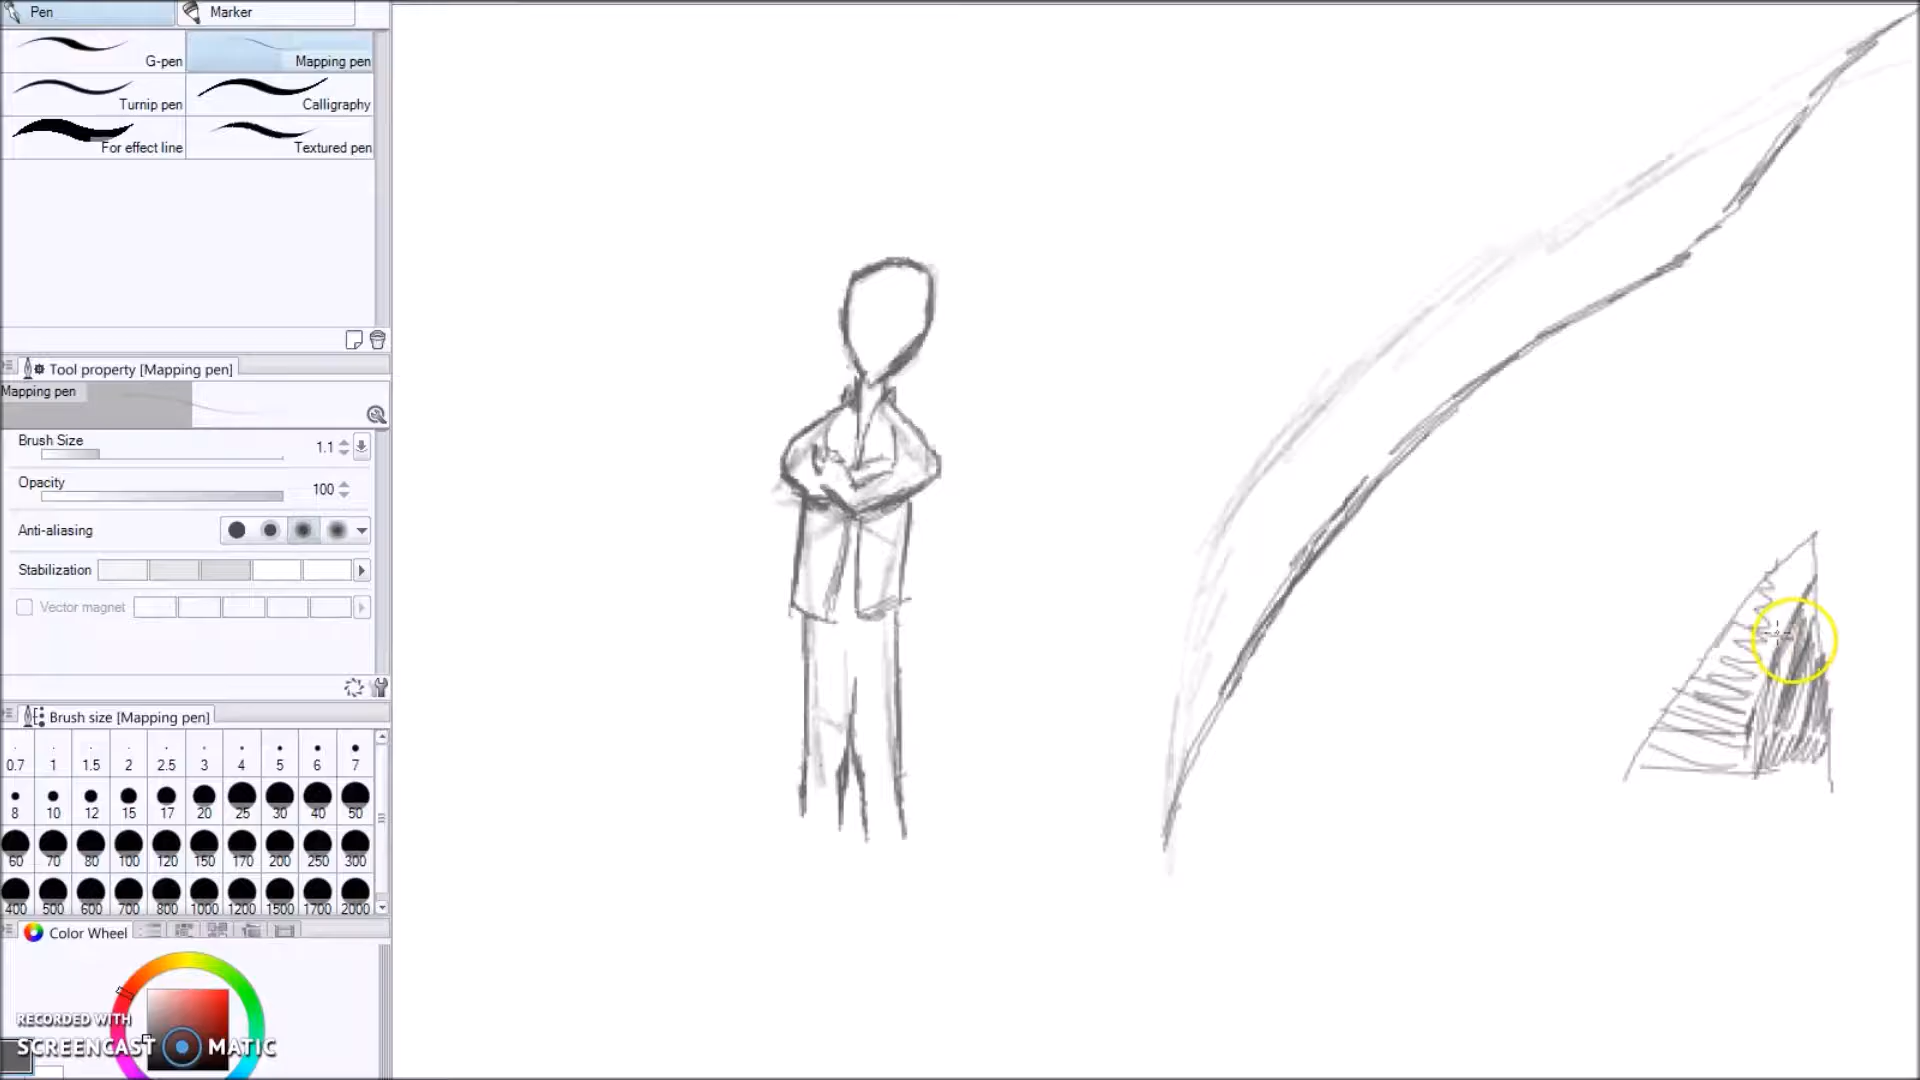 Pen
Marker
G-pen
Mapping pen
Turnip pen
Calligraphy
For effect line
Textured pen
Tool property [Mapping pen]
Mapping pen
Brush Size 1.1
Opacity 100
Anti-aliasing
Stabilization
Vector magnet
Brush size [Mapping pen]
0.7 1 1.5 2 2.5 3 4 5 6 7
8 10 12 15 17 20 25 30 40 50
60 70 80 100 120 150 170 200 250 300
400 500 600 700 800 1000 1200 1500 1700 2000
Color Wheel
RECORDED WITH
SCREENCAST MATIC